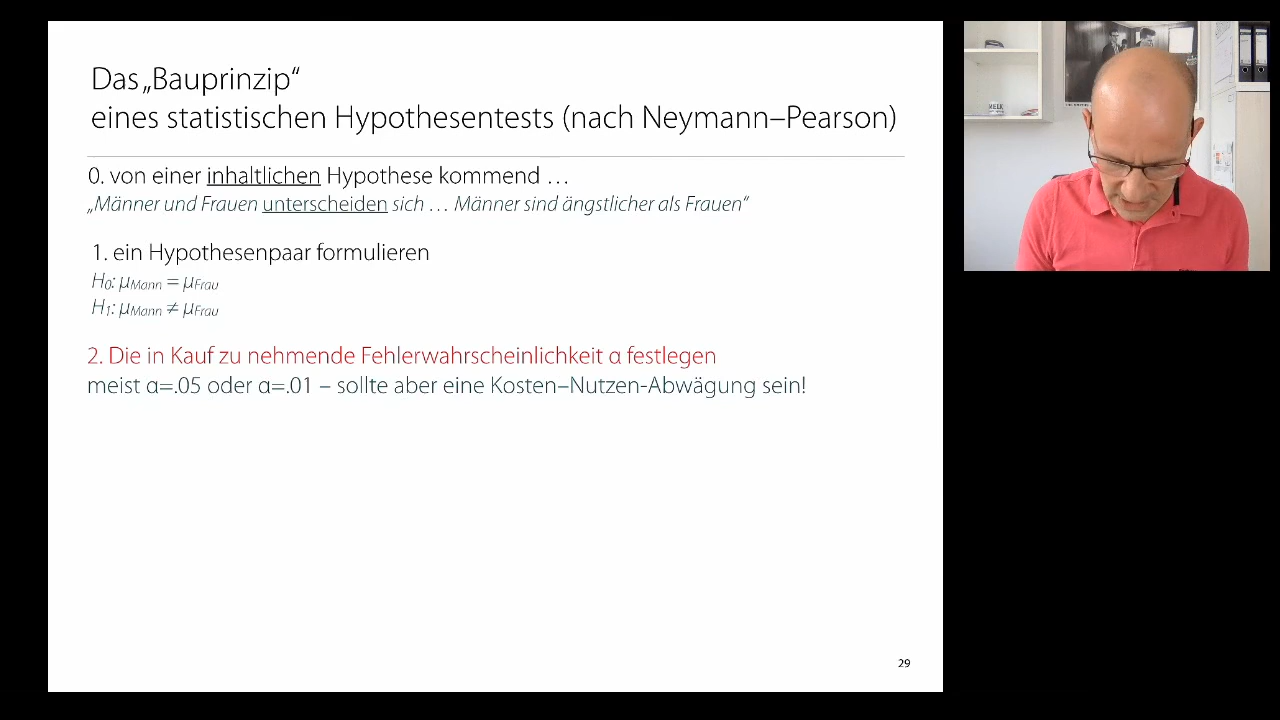 Das „Bauprinzip“
eines statistischen Hypothesentests (nach Neymann–Pearson)
0. von einer inhaltlichen Hypothese kommend …
„Männer und Frauen unterscheiden sich … Männer sind ängstlicher als Frauen“
1. ein Hypothesenpaar formulieren
H0: μMann = μFrau
H1: μMann ≠ μFrau
2. Die in Kauf zu nehmende Fehlerwahrscheinlichkeit α festlegen
meist α=.05 oder α=.01 – sollte aber eine Kosten–Nutzen-Abwägung sein!
29